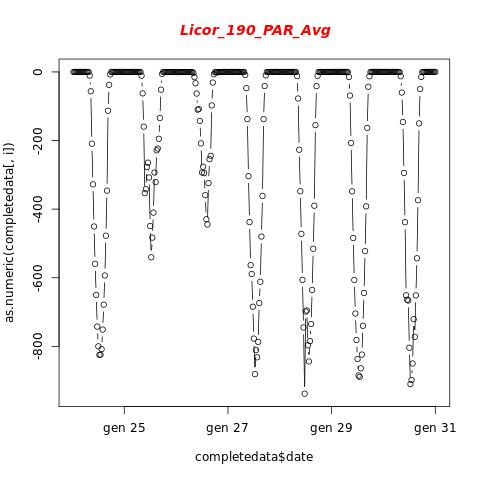 Licor_190_PAR_Avg
as.numeric(completedata[, i])
0
-200
-400
-600
-800
gen 25
gen 27
gen 29
gen 31
completedata$date